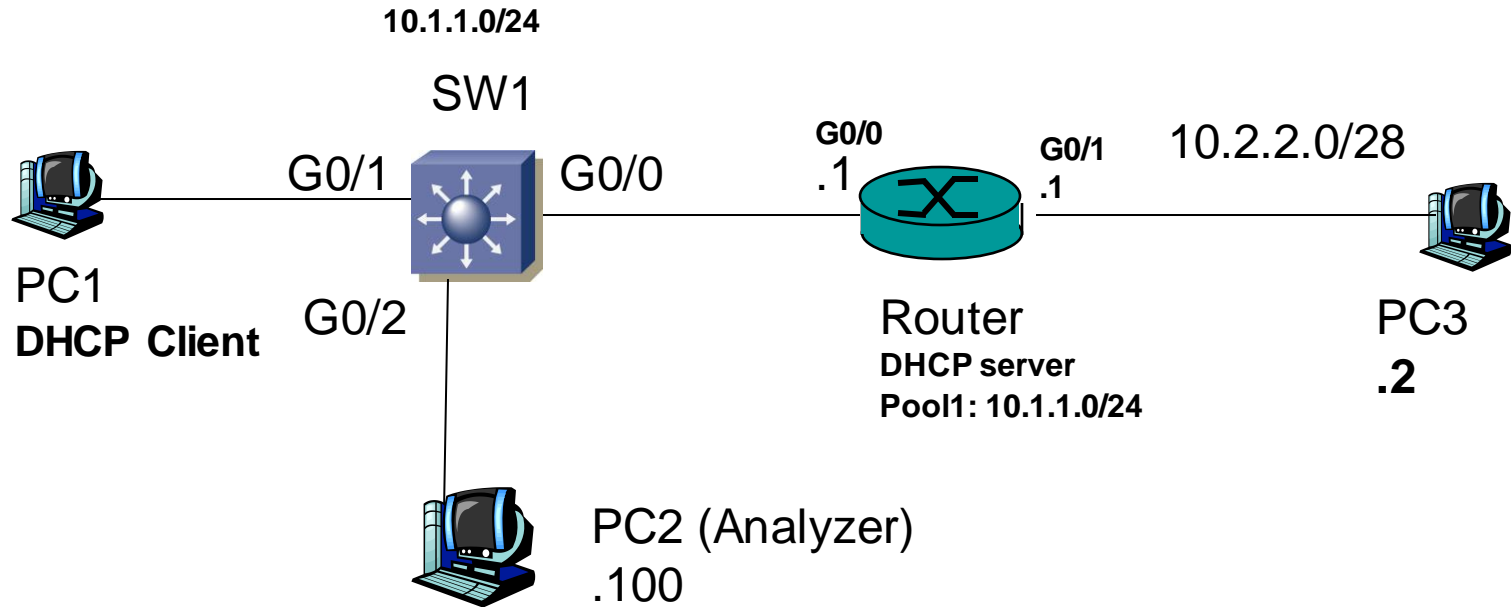 10.1.1.0/24
SW1
G0/1
G0/0
G0/2
PC1
DHCP Client
PC2 (Analyzer)
.100
G0/0
.1
G0/1
.1
10.2.2.0/28
Router
DHCP server
Pool1: 10.1.1.0/24
PC3
.2